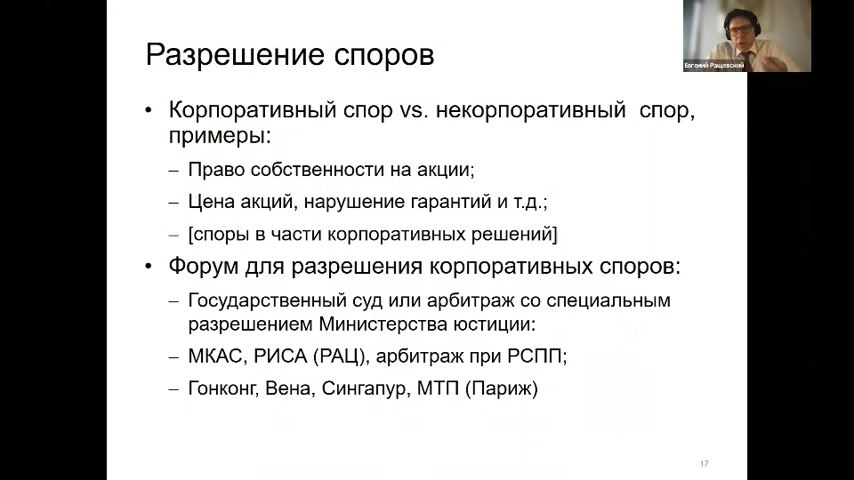 Разрешение споров
Евгений Ращевский
• Корпоративный спор vs. некорпоративный спор,
примеры:
– Право собственности на акции;
– Цена акций, нарушение гарантий и т.д.;
– [споры в части корпоративных решений]
• Форум для разрешения корпоративных споров:
– Государственный суд или арбитраж со специальным
разрешением Министерства юстиции:
– МКАС, РИСА (РАЦ), арбитраж при РСПП;
– Гонконг, Вена, Сингапур, МТП (Париж)
17